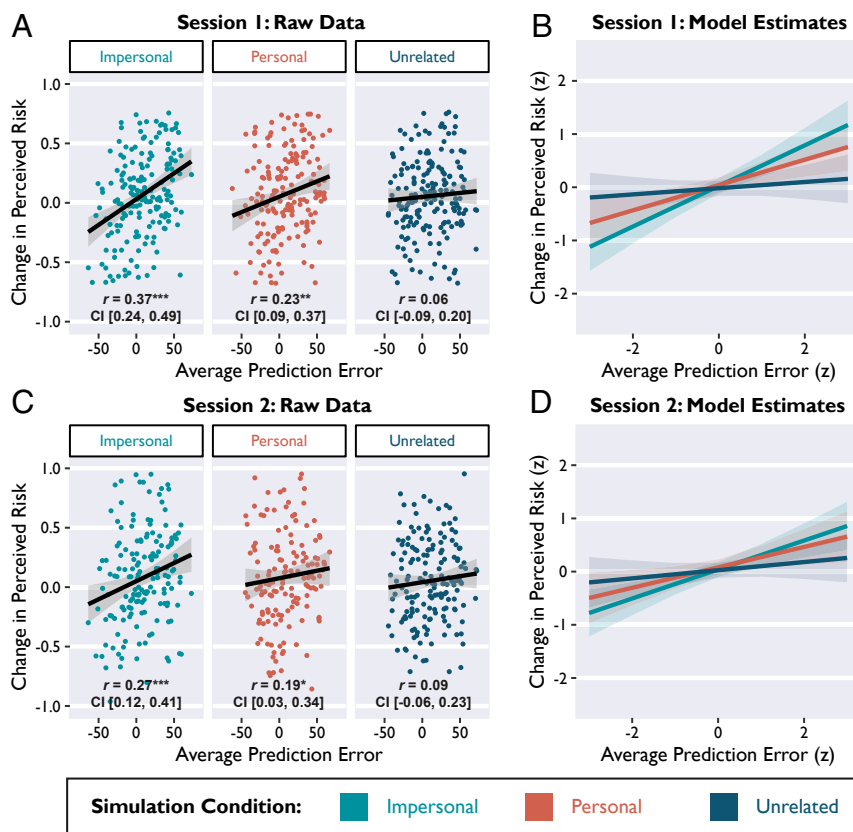 A
Session 1: Raw Data
Impersonal
Personal
Unrelated
Change in Perceived Risk
1.0
0.5
0.0
-0.5
-1.0
r = 0.37***
CI [0.24, 0.49]
r = 0.23**
CI [0.09, 0.37]
r = 0.06
CI [-0.09, 0.20]
-50 0 50 -50 0 50 -50 0 50
Average Prediction Error
B
Session 1: Model Estimates
Change in Perceived Risk (z)
2
1
0
-1
-2
-2 0 2
Average Prediction Error (z)
C
Session 2: Raw Data
Impersonal
Personal
Unrelated
Change in Perceived Risk
1.0
0.5
0.0
-0.5
-1.0
r = 0.27***
CI [0.12, 0.41]
r = 0.19*
CI [0.03, 0.34]
r = 0.09
CI [-0.06, 0.23]
-50 0 50 -50 0 50 -50 0 50
Average Prediction Error
D
Session 2: Model Estimates
Change in Perceived Risk (z)
2
1
0
-1
-2
-2 0 2
Average Prediction Error (z)
Simulation Condition: Impersonal Personal Unrelated